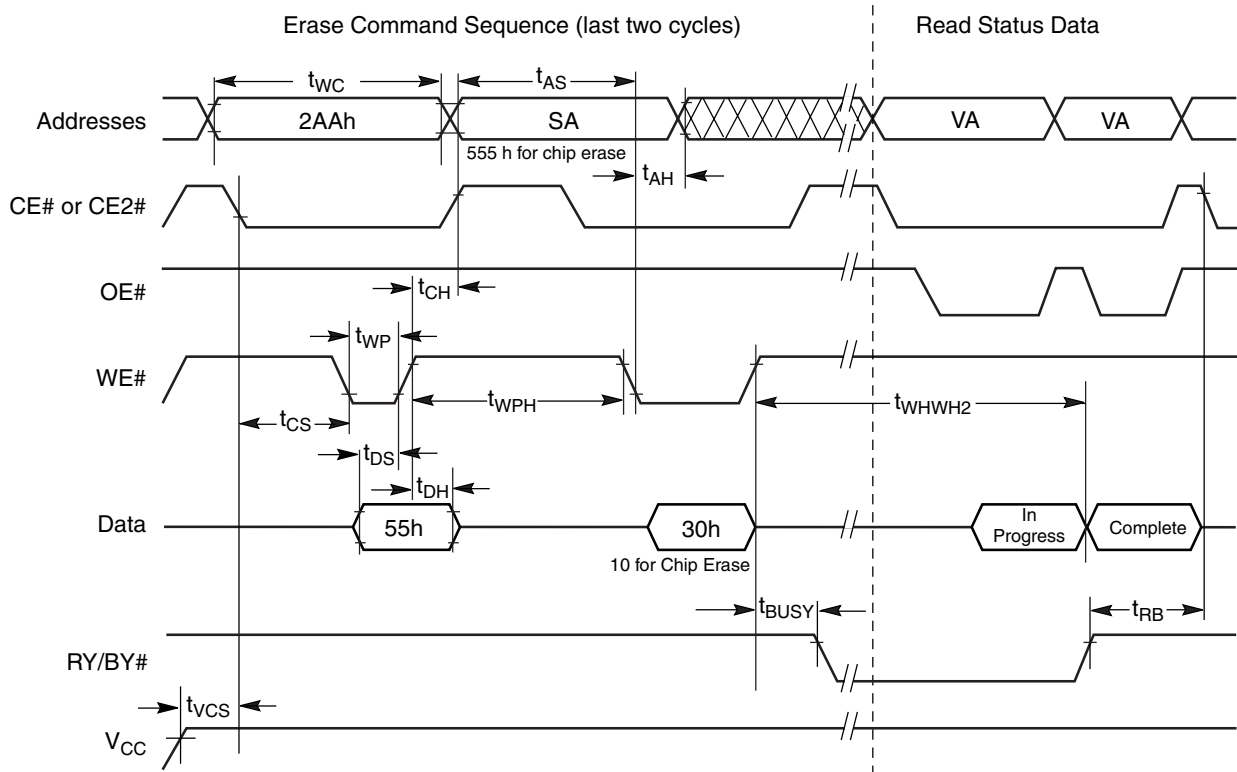 Erase Command Sequence (last two cycles)
Read Status Data
tWC
tAS
Addresses
2AAh
SA
VA
VA
555 h for chip erase
tAH
CE# or CE2#
OE#
tCH
tWP
WE#
tWPH
tWHWH2
tCS
tDS
tDH
Data
55h
30h
In
Progress
Complete
10 for Chip Erase
tBUSY
tRB
RY/BY#
tVCS
VCC